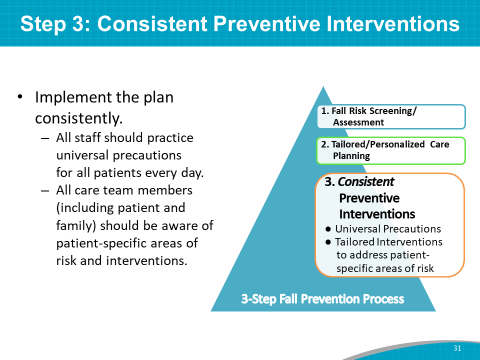 Step 3: Consistent Preventive Interventions
• Implement the plan
consistently.
– All staff should practice
universal precautions
for all patients every day.
– All care team members
(including patient and
family) should be aware of
patient-specific areas of
risk and interventions.
1. Fall Risk Screening/
Assessment
2. Tailored/Personalized Care
Planning
3. Consistent
Preventive
Interventions
● Universal Precautions
● Tailored Interventions
to address patient-
specific areas of risk
3-Step Fall Prevention Process
31